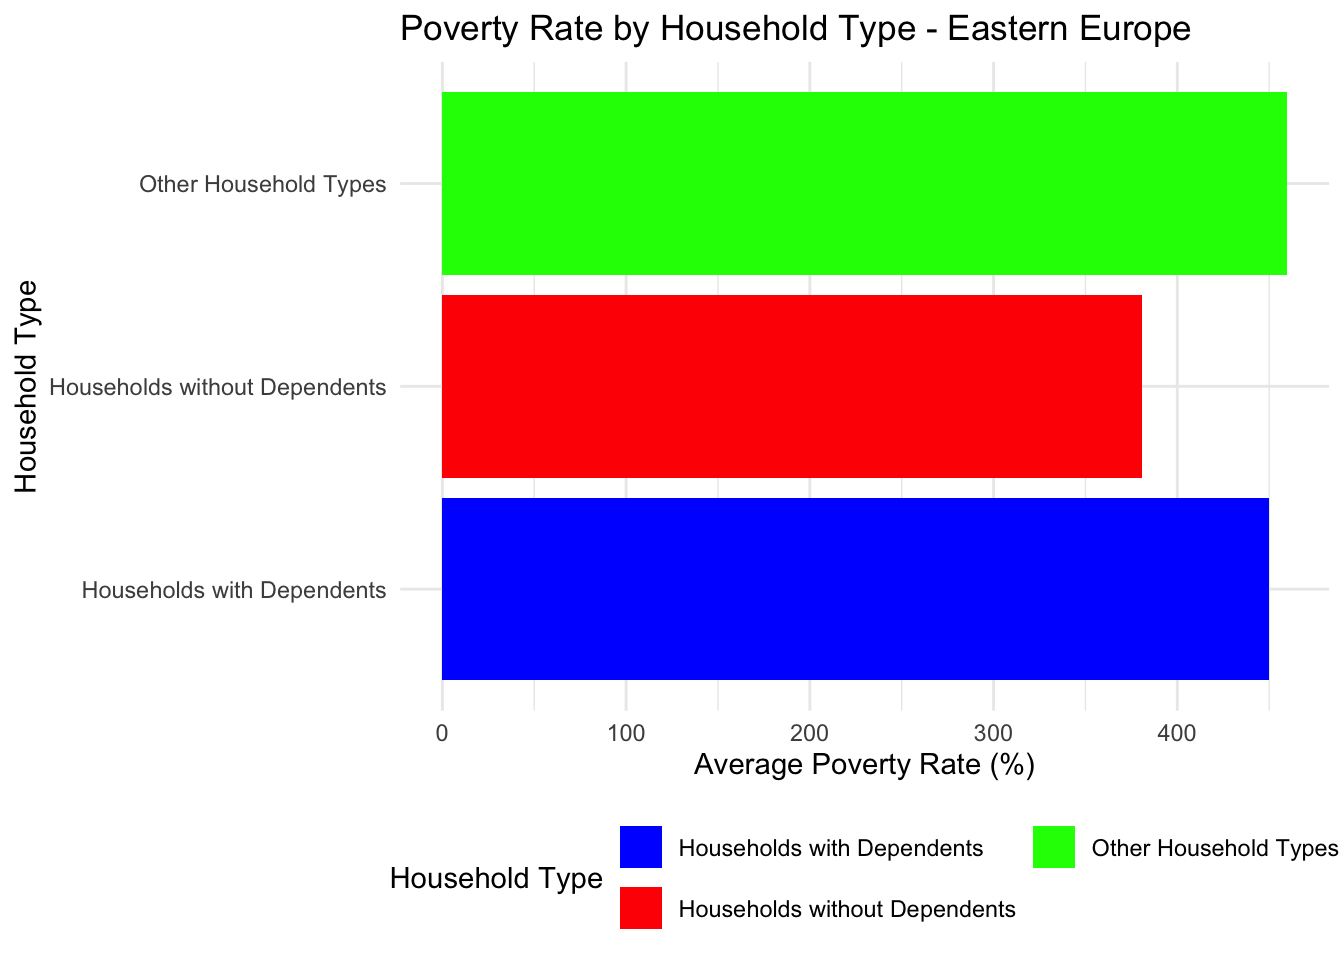 Poverty Rate by Household Type - Eastern Europe
Household Type
Other Household Types
Households without Dependents
Households with Dependents
0 100 200 300 400
Average Poverty Rate (%)
Household Type
Households with Dependents
Households without Dependents
Other Household Types